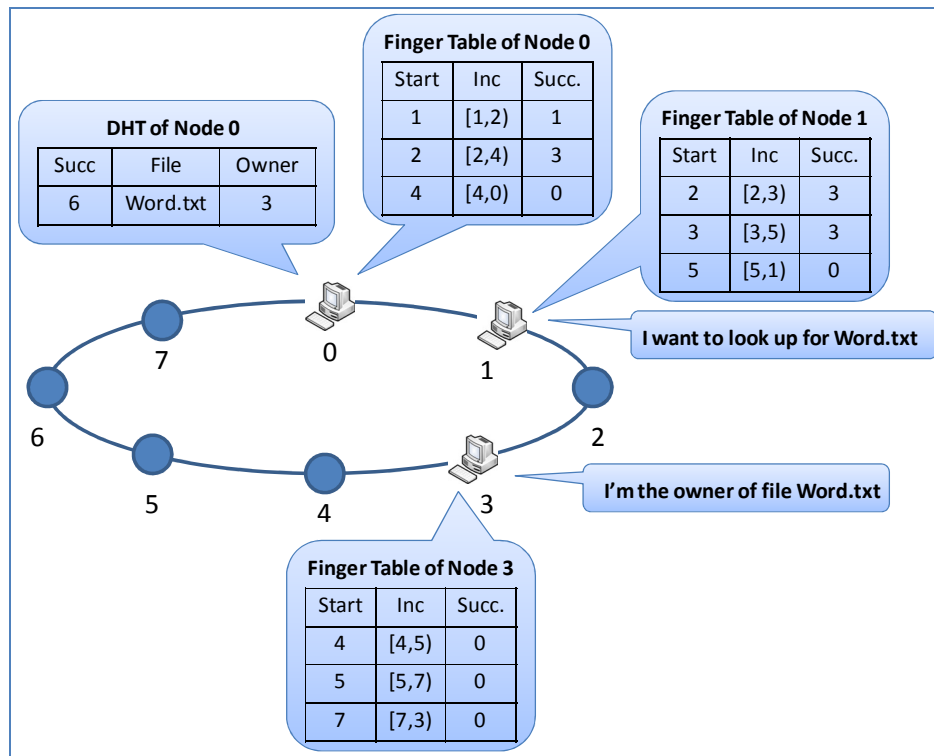 Finger Table of Node 0
Start Inc Succ.
1 [1,2) 1
2 [2,4) 3
4 [4,0) 0
DHT of Node 0
Succ File Owner
6 Word.txt 3
Finger Table of Node 1
Start Inc Succ.
2 [2,3) 3
3 [3,5) 3
5 [5,1) 0
I want to look up for Word.txt
0
1
2
3
4
5
6
7
I'm the owner of file Word.txt
Finger Table of Node 3
Start Inc Succ.
4 [4,5) 0
5 [5,7) 0
7 [7,3) 0